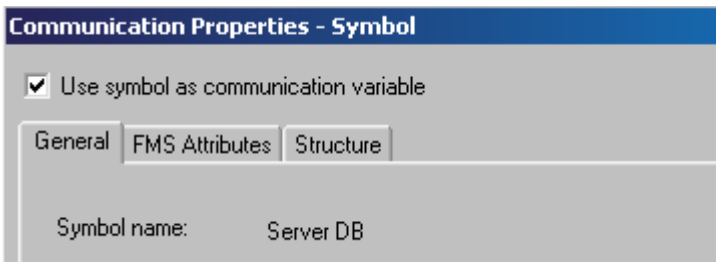 Communication Properties - Symbol
Use symbol as communication variable
General FMS Attributes Structure
Symbol name: Server DB